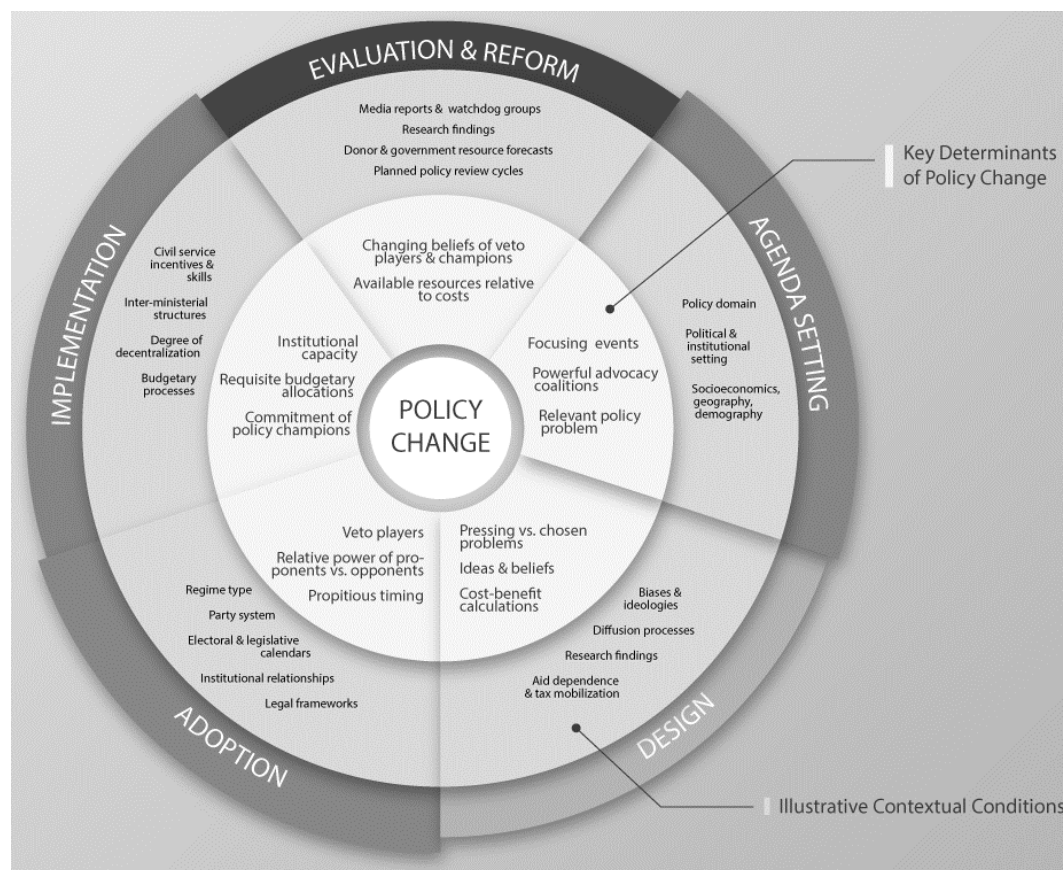 EVALUATION & REFORM
Media reports & watchdog groups
Research findings
Donor & government resource forecasts
Planned policy review cycles
Changing beliefs of veto
players & champions
Available resources relative
to costs
Key Determinants
of Policy Change
AGENDA SETTING
Policy domain
Political &
institutional
setting
Socioeconomics,
geography,
demography
Focusing events
Powerful advocacy
coalitions
Relevant policy
problem
IMPLEMENTATION
Civil service
incentives &
skills
Inter-ministerial
structures
Degree of
decentralization
Budgetary
processes
Institutional
capacity
Requisite budgetary
allocations
Commitment of
policy champions
POLICY
CHANGE
Veto players
Relative power of pro-
ponents vs. opponents
Propitious timing
Regime type
Party system
Electoral & legislative
calendars
Institutional relationships
Legal frameworks
ADOPTION
Pressing vs. chosen
problems
Ideas & beliefs
Cost-benefit
calculations
Biases &
ideologies
Diffusion processes
Research findings
Aid dependence
& tax mobilization
DESIGN
Illustrative Contextual Conditions